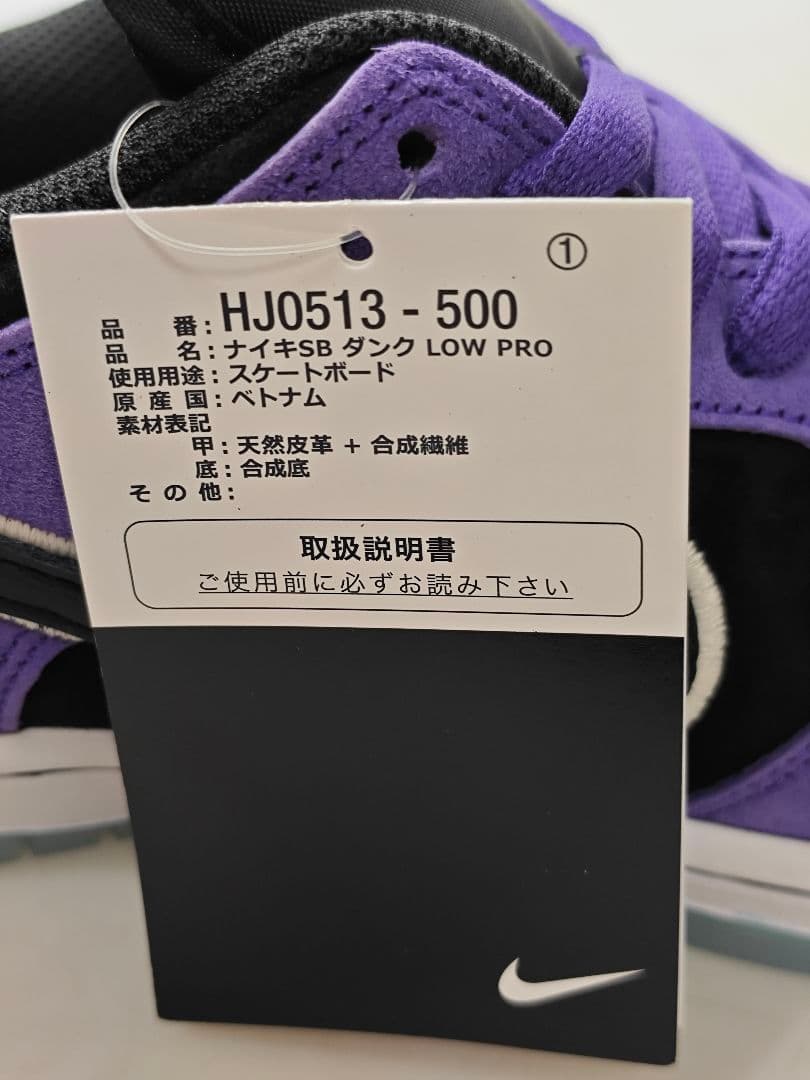 ①
品番：HJ0513 - 500
品名：ナイキSB ダンク LOW PRO
使用用途：スケートボード
原産国：ベトナム
素材表記
甲：天然皮革 + 合成繊維
底：合成底
その他：
取扱説明書
ご使用前に必ずお読み下さい